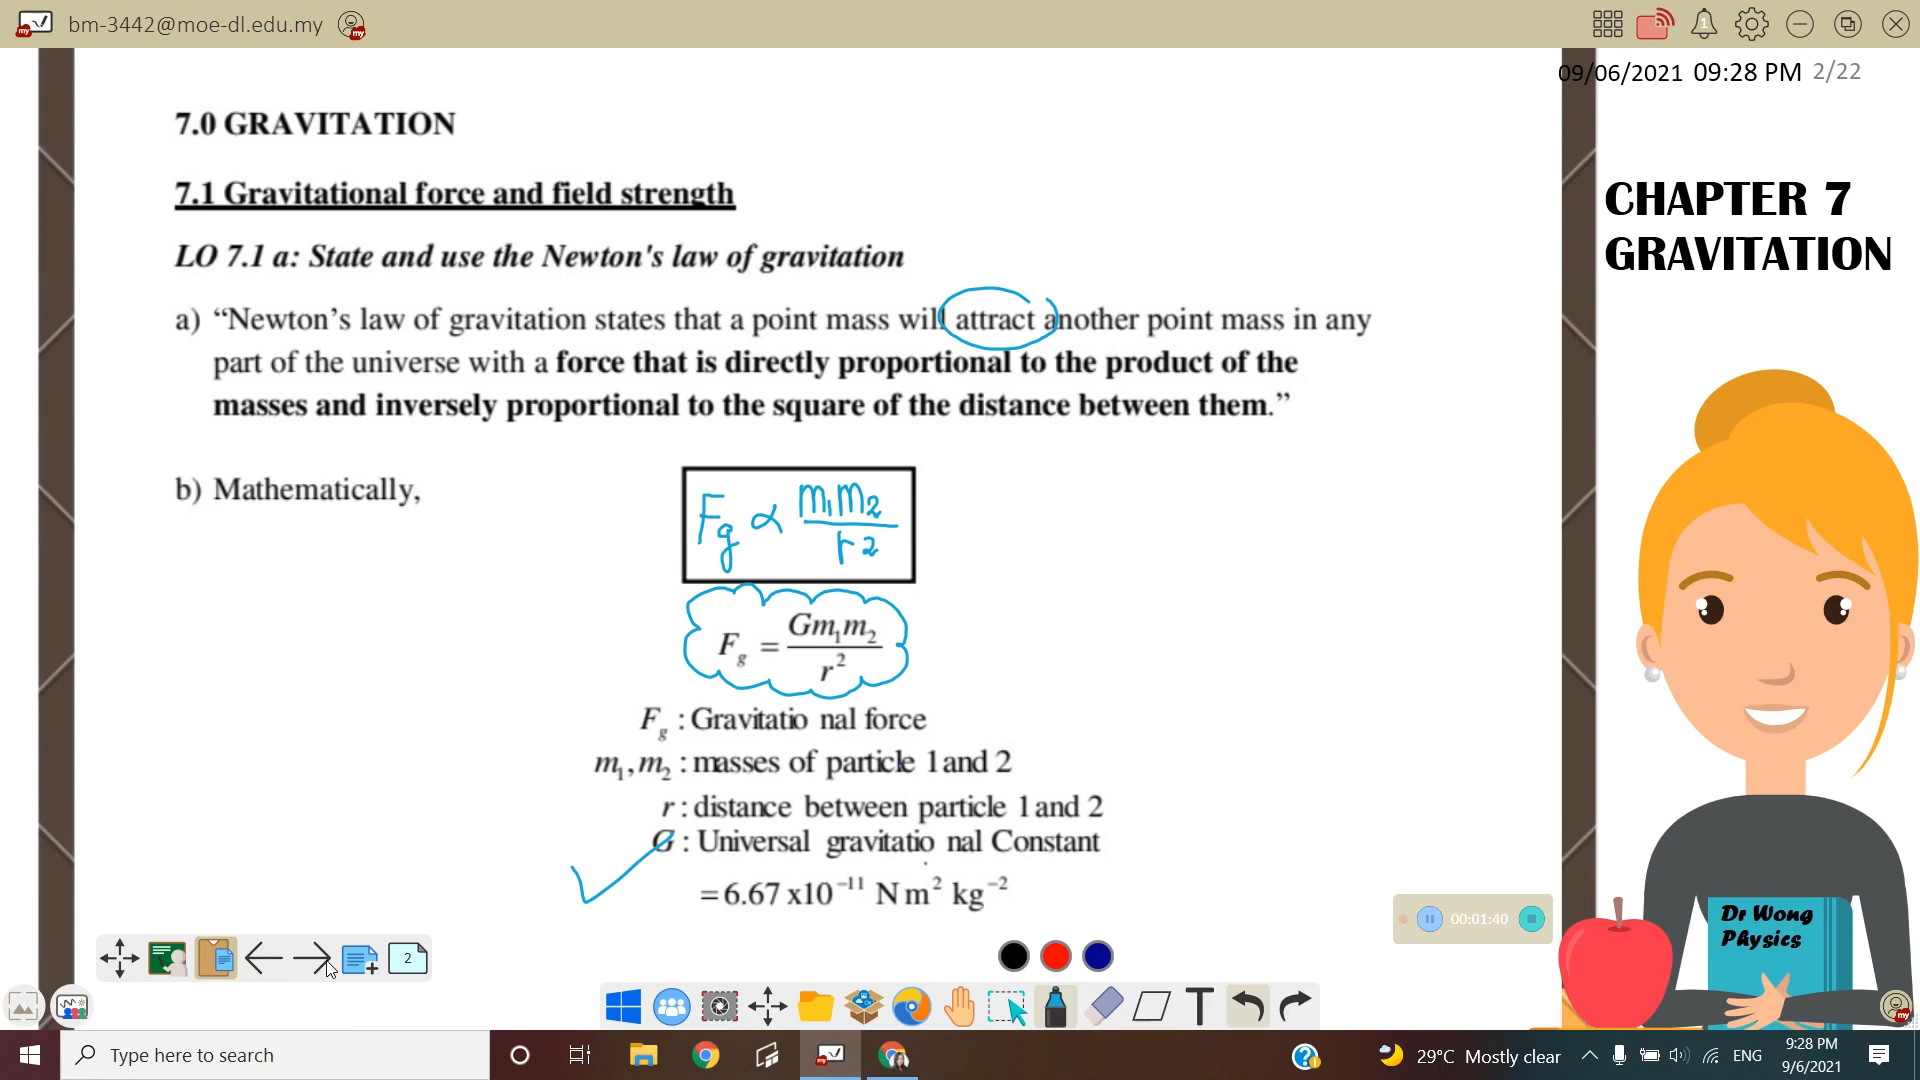 bm-3442@moe-dl.edu.my
my
my
1
09/06/2021 09:28 PM 2/22
7.0 GRAVITATION
CHAPTER 7
GRAVITATION
7.1 Gravitational force and field strength
LO 7.1 a: State and use the Newton's law of gravitation
a) “Newton’s law of gravitation states that a point mass will attract another point mass in any
part of the universe with a force that is directly proportional to the product of the
masses and inversely proportional to the square of the distance between them.”
b) Mathematically,
Fg ∝ m₁m₂ / r²
Fg = Gm₁m₂ / r²
Fg : Gravitatio nal force
m₁, m₂ : masses of particle 1 and 2
r : distance between particle 1 and 2
G : Universal gravitatio nal Constant
= 6.67 x10⁻¹¹ N m² kg⁻²
00:01:40
Dr Wong
Physics
2
T
my
Type here to search
29°C Mostly clear
ENG
9:28 PM
9/6/2021